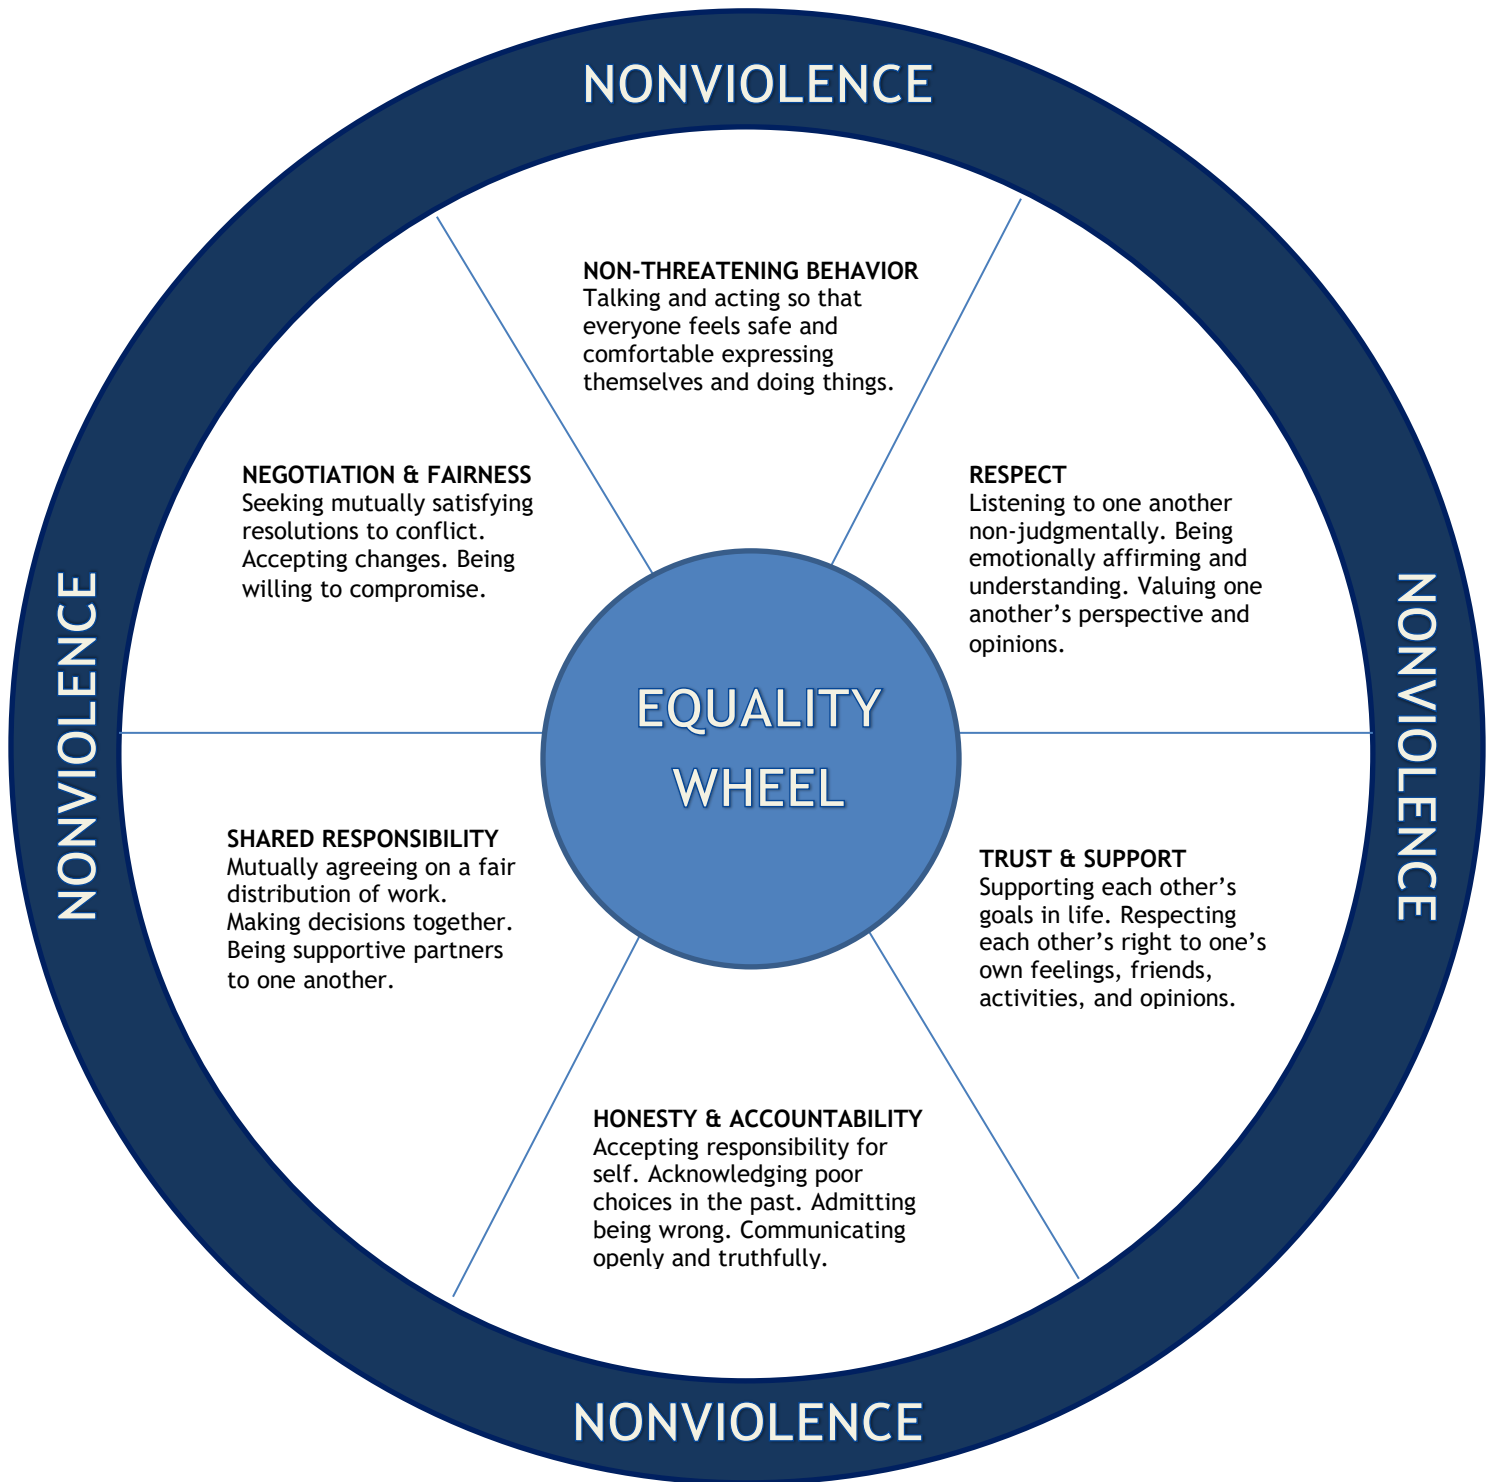 NONVIOLENCE
NON-THREATENING BEHAVIOR
Talking and acting so that
everyone feels safe and
comfortable expressing
themselves and doing things.
NEGOTIATION & FAIRNESS
Seeking mutually satisfying
resolutions to conflict.
Accepting changes. Being
willing to compromise.
RESPECT
Listening to one another
non-judgmentally. Being
emotionally affirming and
understanding. Valuing one
another’s perspective and
opinions.
NONVIOLENCE
EQUALITY
WHEEL
NONVIOLENCE
SHARED RESPONSIBILITY
Mutually agreeing on a fair
distribution of work.
Making decisions together.
Being supportive partners
to one another.
TRUST & SUPPORT
Supporting each other’s
goals in life. Respecting
each other’s right to one’s
own feelings, friends,
activities, and opinions.
HONESTY & ACCOUNTABILITY
Accepting responsibility for
self. Acknowledging poor
choices in the past. Admitting
being wrong. Communicating
openly and truthfully.
NONVIOLENCE